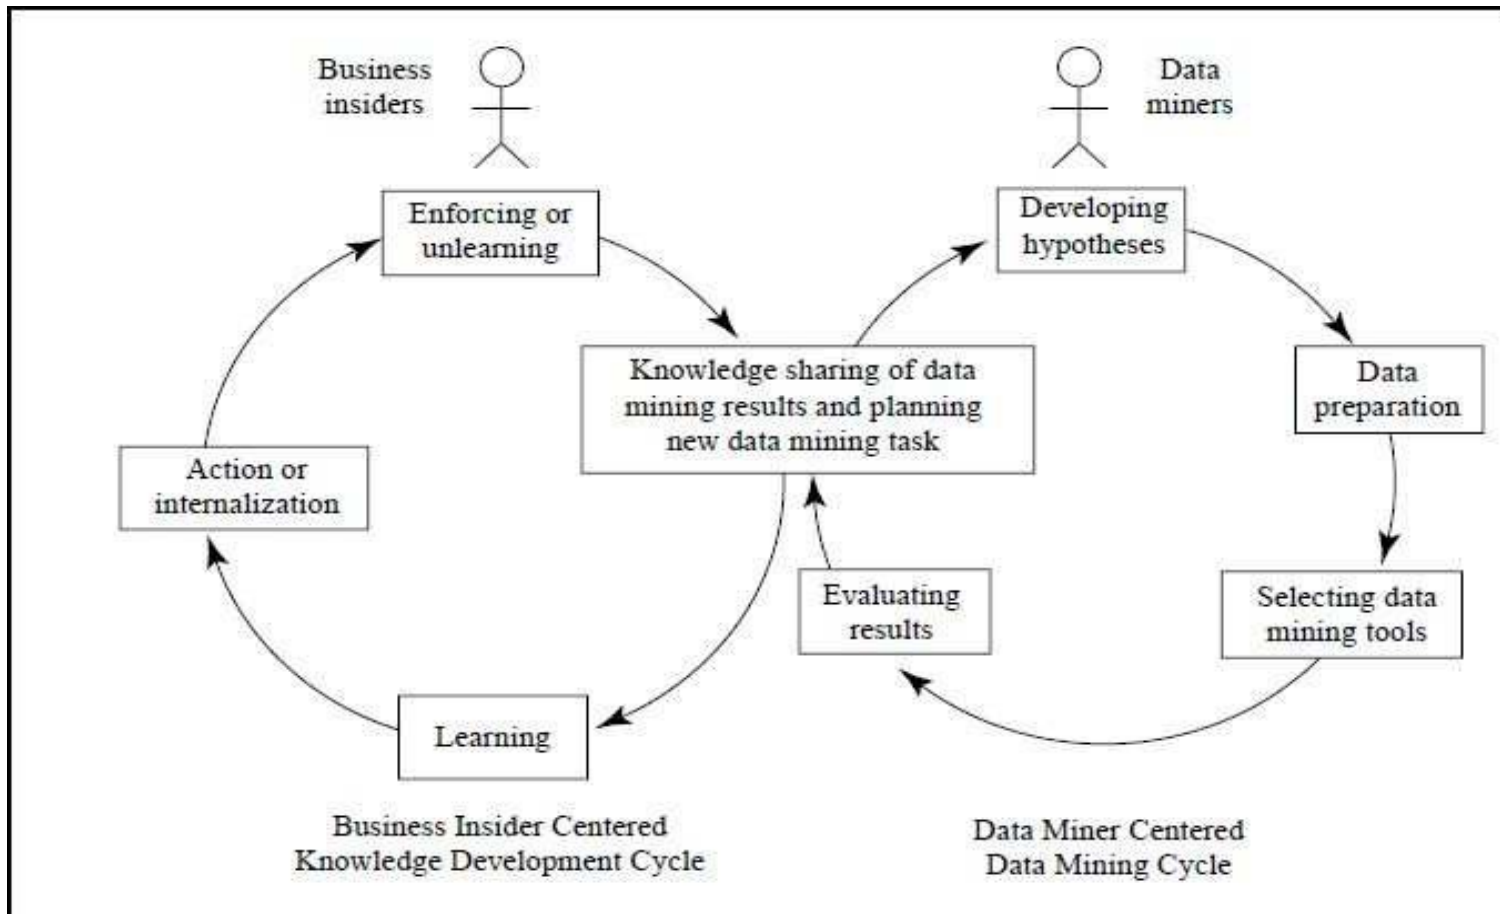 Business
insiders
Data
miners
Enforcing or
unlearning
Developing
hypotheses
Knowledge sharing of data
mining results and planning
new data mining task
Data
preparation
Action or
internalization
Evaluating
results
Selecting data
mining tools
Learning
Business Insider Centered
Knowledge Development Cycle
Data Miner Centered
Data Mining Cycle